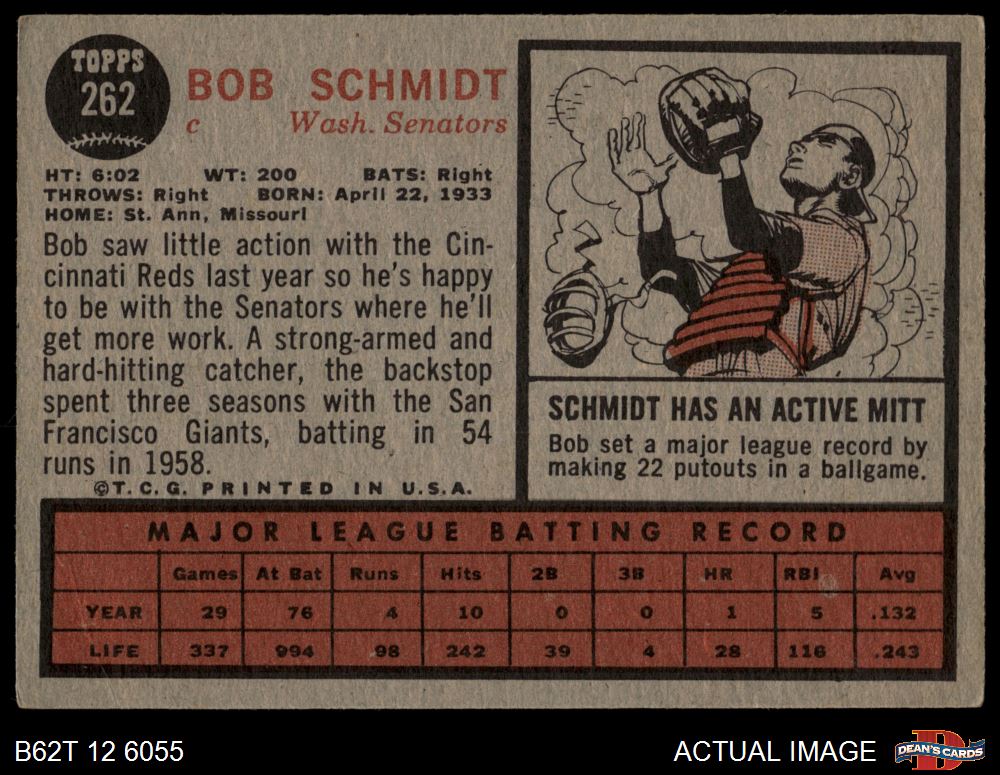 TOPPS
262
BOB SCHMIDT
c Wash. Senators
HT: 6:02 WT: 200 BATS: Right
THROWS: Right BORN: April 22, 1933
HOME: St. Ann, Missouri
Bob saw little action with the Cin-
cinnati Reds last year so he's happy
to be with the Senators where he'll
get more work. A strong-armed and
hard-hitting catcher, the backstop
spent three seasons with the San
Francisco Giants, batting in 54
runs in 1958.
©T.C.G. PRINTED IN U.S.A.
SCHMIDT HAS AN ACTIVE MITT
Bob set a major league record by
making 22 putouts in a ballgame.
MAJOR LEAGUE BATTING RECORD
Games At Bat Runs Hits 2B 3B HR RBI Avg
YEAR 29 76 4 10 0 0 1 5 .132
LIFE 337 994 98 242 39 4 28 116 .243
B62T 12 6055
ACTUAL IMAGE
DEAN'S CARDS